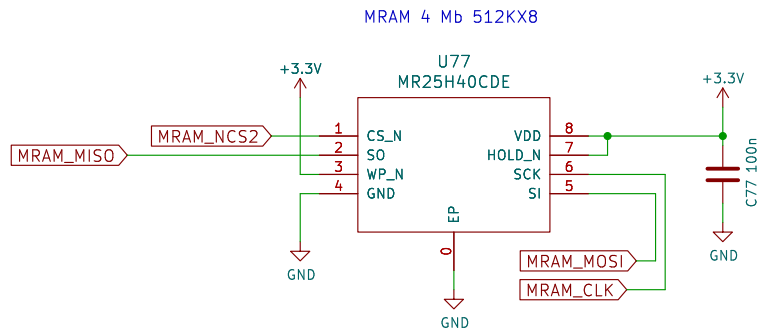 MRAM 4 Mb 512KX8
U77
MR25H40CDE
+3.3V
+3.3V
MRAM_NCS2
MRAM_MISO
1 CS_N
2 SO
3 WP_N
4 GND
VDD 8
HOLD_N 7
SCK 6
SI 5
EP
0
C77 100n
GND
GND
MRAM_MOSI
MRAM_CLK
GND